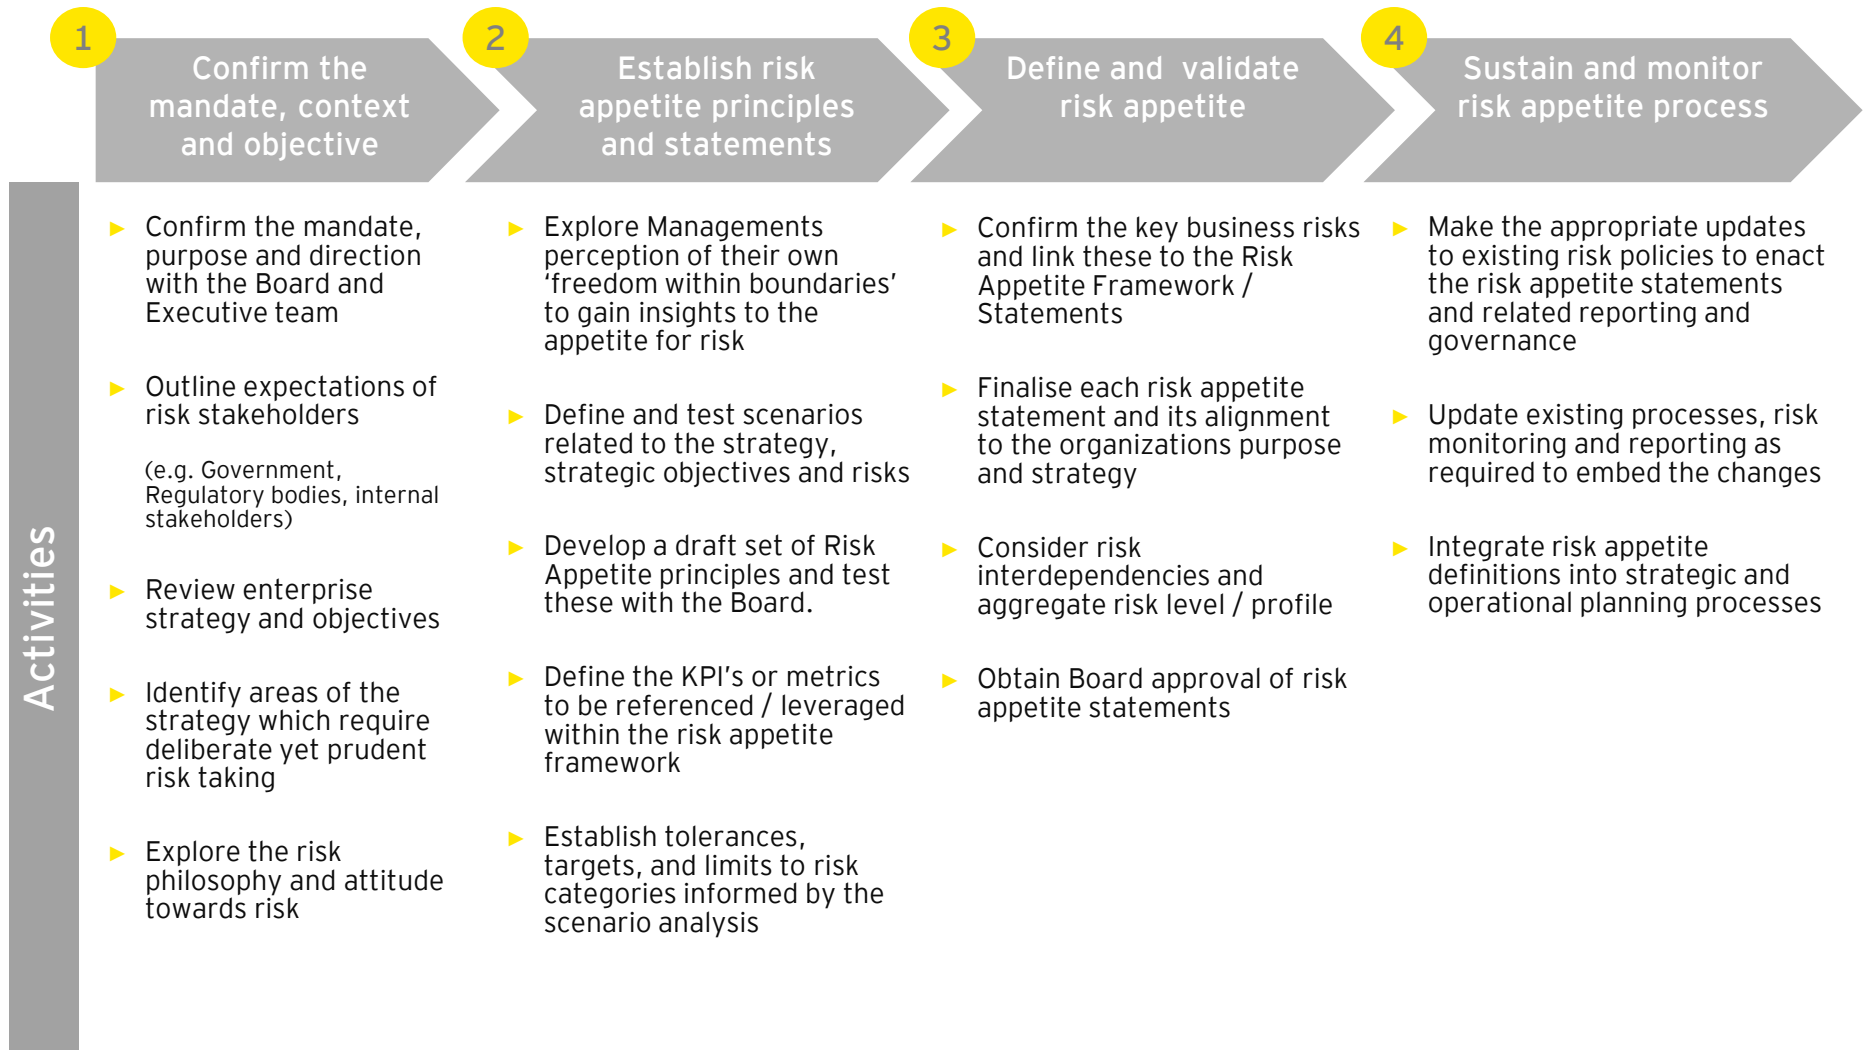 1
Confirm the
mandate, context
and objective
2
Establish risk
appetite principles
and statements
3
Define and validate
risk appetite
4
Sustain and monitor
risk appetite process
Activities
► Confirm the mandate,
purpose and direction
with the Board and
Executive team
► Outline expectations of
risk stakeholders
(e.g. Government,
Regulatory bodies, internal
stakeholders)
► Review enterprise
strategy and objectives
► Identify areas of the
strategy which require
deliberate yet prudent
risk taking
► Explore the risk
philosophy and attitude
towards risk
► Explore Managements
perception of their own
‘freedom within boundaries’
to gain insights to the
appetite for risk
► Define and test scenarios
related to the strategy,
strategic objectives and risks
► Develop a draft set of Risk
Appetite principles and test
these with the Board.
► Define the KPI’s or metrics
to be referenced / leveraged
within the risk appetite
framework
► Establish tolerances,
targets, and limits to risk
categories informed by the
scenario analysis
► Confirm the key business risks
and link these to the Risk
Appetite Framework /
Statements
► Finalise each risk appetite
statement and its alignment
to the organizations purpose
and strategy
► Consider risk
interdependencies and
aggregate risk level / profile
► Obtain Board approval of risk
appetite statements
► Make the appropriate updates
to existing risk policies to enact
the risk appetite statements
and related reporting and
governance
► Update existing processes, risk
monitoring and reporting as
required to embed the changes
► Integrate risk appetite
definitions into strategic and
operational planning processes